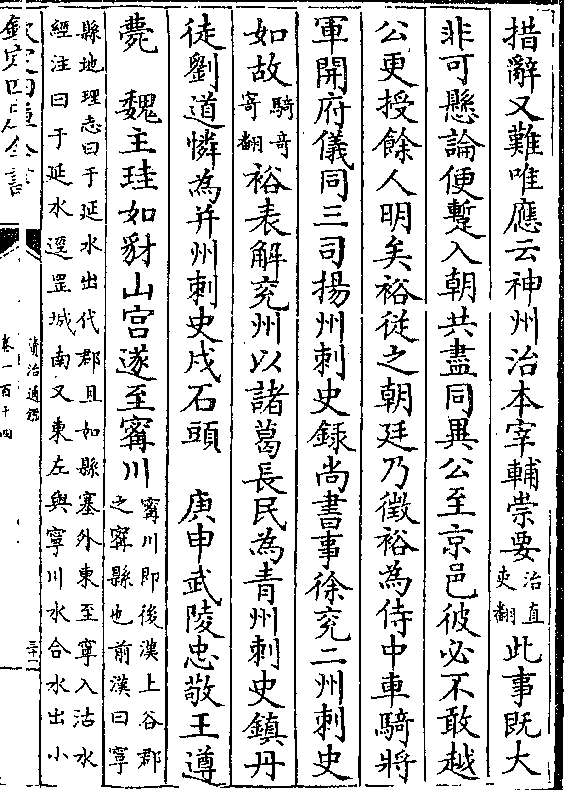 措辭又難唯應云神州治本宰輔崇要治直吏翻此事既大
非可懸論便蹔入朝共盡同異公至京邑彼必不敢越
公更授餘人明矣裕從之朝廷乃徵裕為侍中車騎將
軍開府儀同三司揚州刺史録尚書事徐兖二州刺史
如故騎奇寄翻裕表解兖州以諸葛長民為青州刺史鎮丹
徒劉道憐為并州刺史戍石頭　庚申武陵忠敬王遵
薨　魏主珪如豺山宮遂至甯川甯川即後漢上谷郡之甯縣也前漢曰寧
縣地理志曰于延水出代郡且如縣塞外東至寧入沽水
經注曰于延水逕罡城南又東左與寧川水合水出小
欽定四庫全書
資治通鑑
卷一百十四